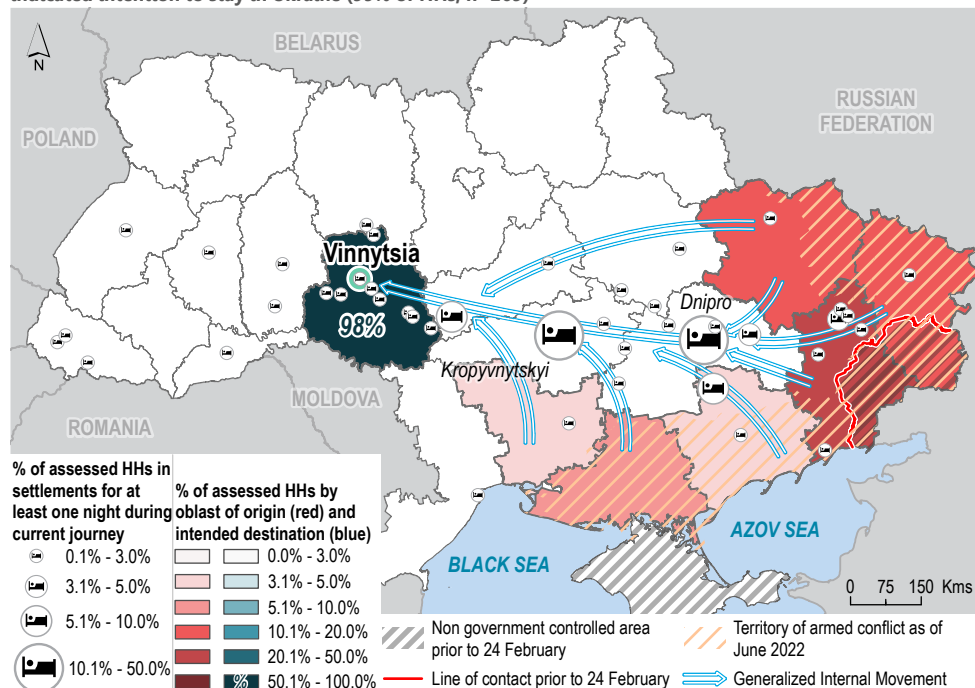 BELARUS
N
RUSSIAN
FEDERATION
POLAND
Vinnytsia
98%
Dnipro
Kropyvnytskyi
MOLDOVA
ROMANIA
AZOV SEA
BLACK SEA
% of assessed HHs in
settlements for at
least one night during
current journey
0.1% - 3.0%
3.1% - 5.0%
5.1% - 10.0%
10.1% - 50.0%
% of assessed HHs by
oblast of origin (red) and
intended destination (blue)
0.0% - 3.0%
3.1% - 5.0%
5.1% - 10.0%
10.1% - 20.0%
20.1% - 50.0%
% 50.1% - 100.0%
0 75 150 Kms
Non government controlled area
prior to 24 February
Line of contact prior to 24 February
Territory of armed conflict as of
June 2022
Generalized Internal Movement